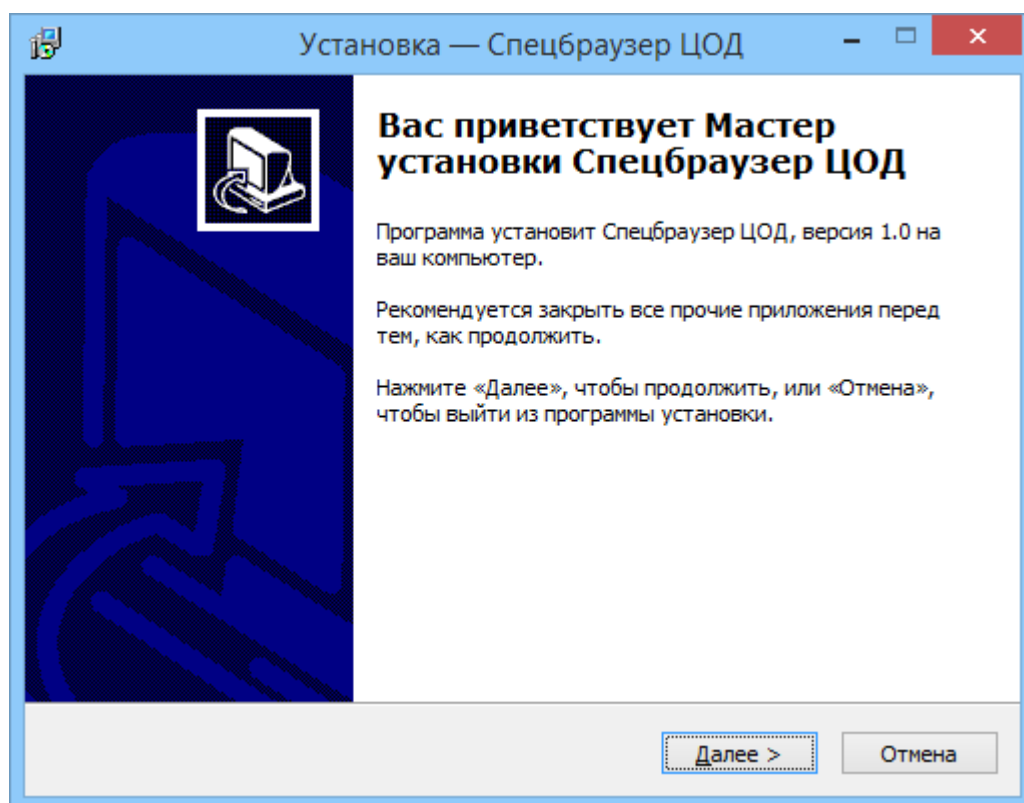 Установка — Спецбраузер ЦОД
Вас приветствует Мастер
установки Спецбраузер ЦОД
Программа установит Спецбраузер ЦОД, версия 1.0 на
ваш компьютер.
Рекомендуется закрыть все прочие приложения перед
тем, как продолжить.
Нажмите «Далее», чтобы продолжить, или «Отмена»,
чтобы выйти из программы установки.
Далее >
Отмена